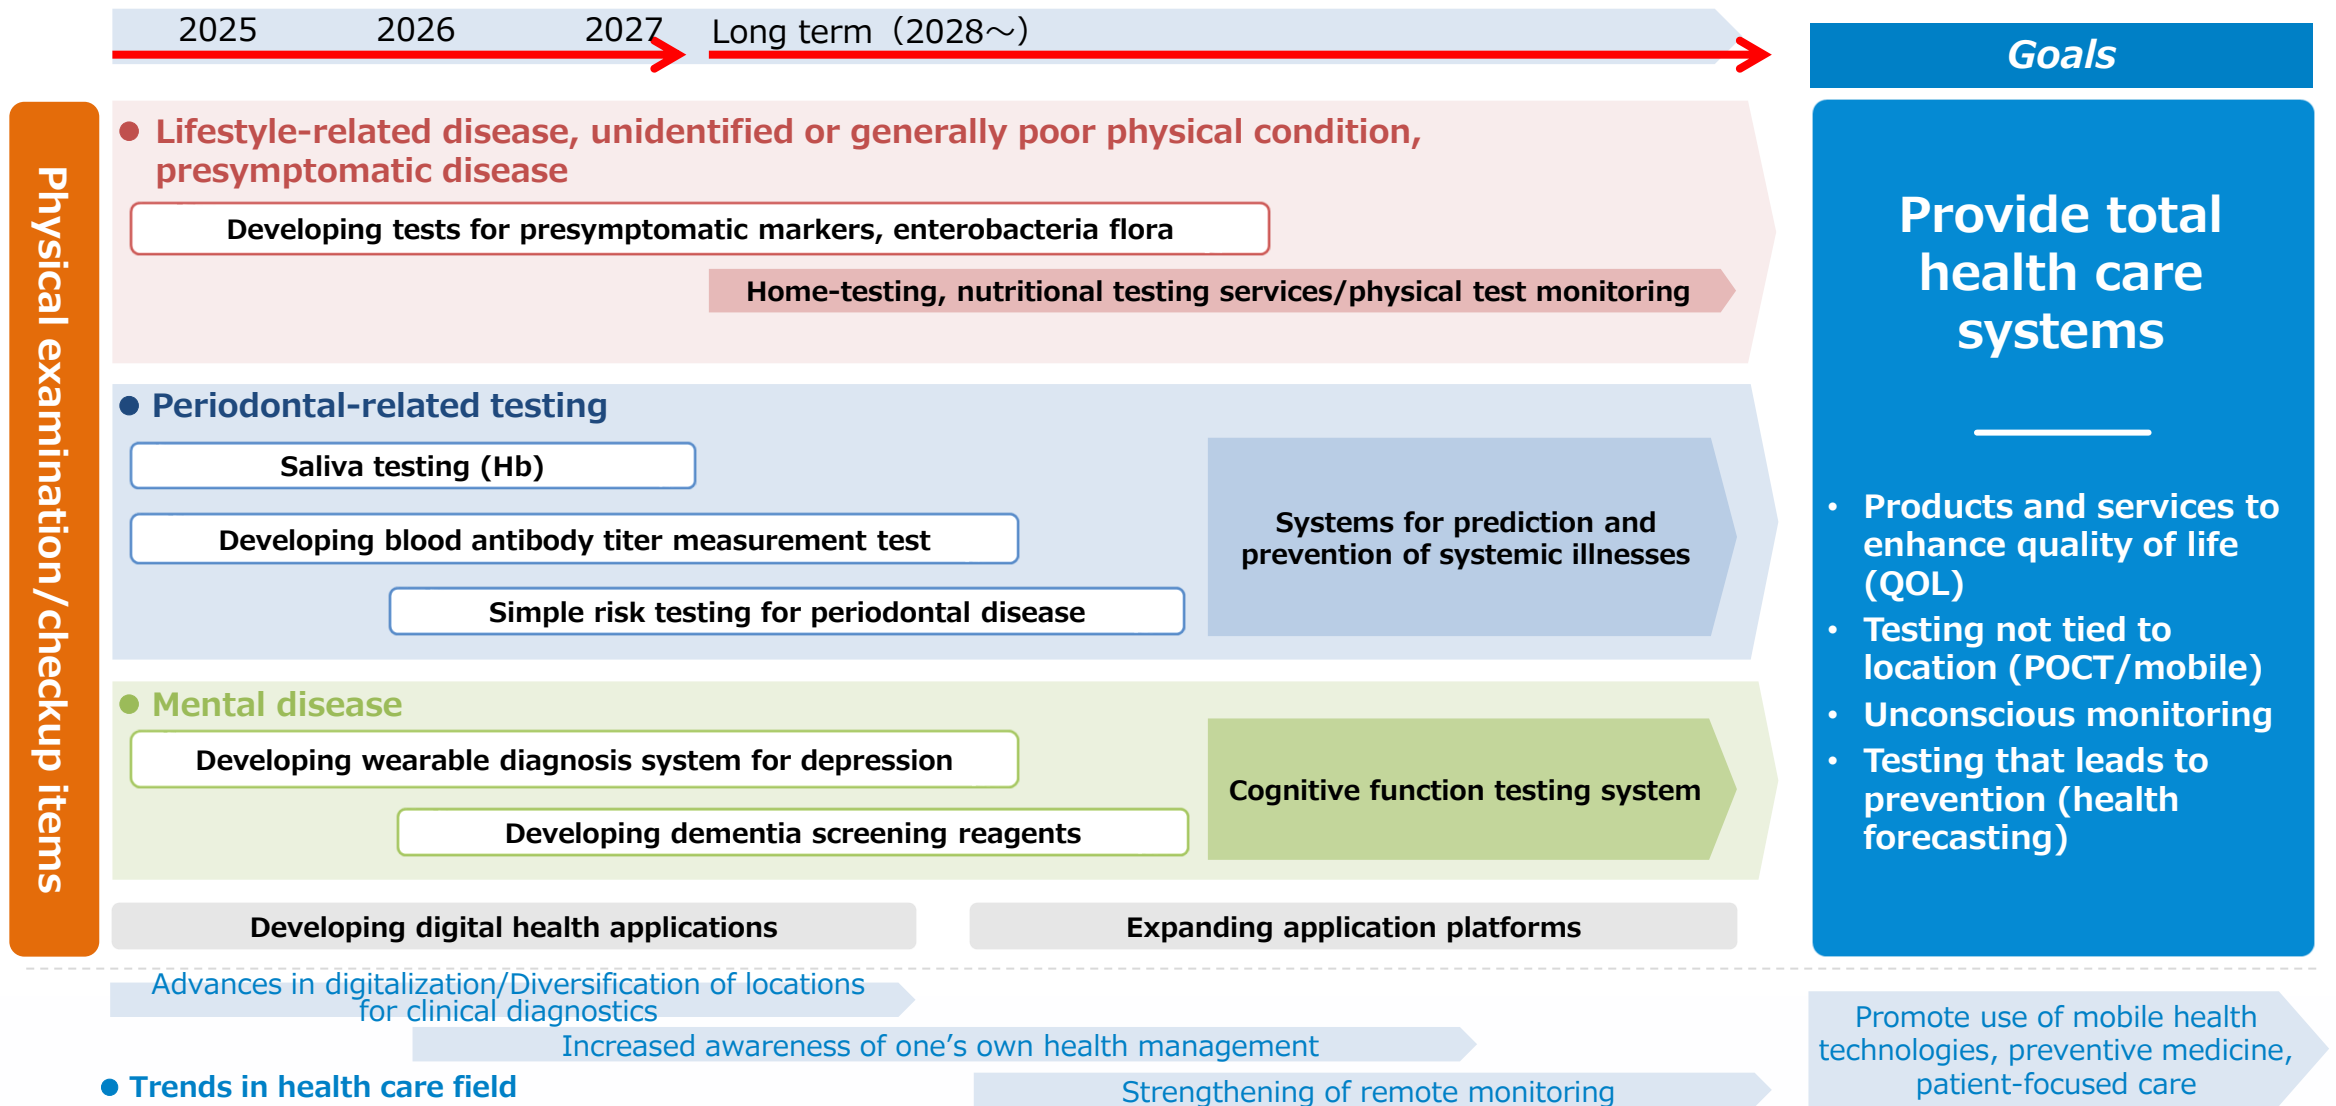 2025 2026 2027 Long term（2028～）
Goals
Physical examination/checkup items
● Lifestyle-related disease, unidentified or generally poor physical condition,
presymptomatic disease
Developing tests for presymptomatic markers, enterobacteria flora
Home-testing, nutritional testing services/physical test monitoring
● Periodontal-related testing
Saliva testing (Hb)
Developing blood antibody titer measurement test
Simple risk testing for periodontal disease
Systems for prediction and
prevention of systemic illnesses
● Mental disease
Developing wearable diagnosis system for depression
Developing dementia screening reagents
Cognitive function testing system
Developing digital health applications
Expanding application platforms
Provide total
health care
systems
• Products and services to
enhance quality of life
(QOL)
• Testing not tied to
location (POCT/mobile)
• Unconscious monitoring
• Testing that leads to
prevention (health
forecasting)
Advances in digitalization/Diversification of locations
for clinical diagnostics
Increased awareness of one’s own health management
● Trends in health care field
Strengthening of remote monitoring
Promote use of mobile health
technologies, preventive medicine,
patient-focused care